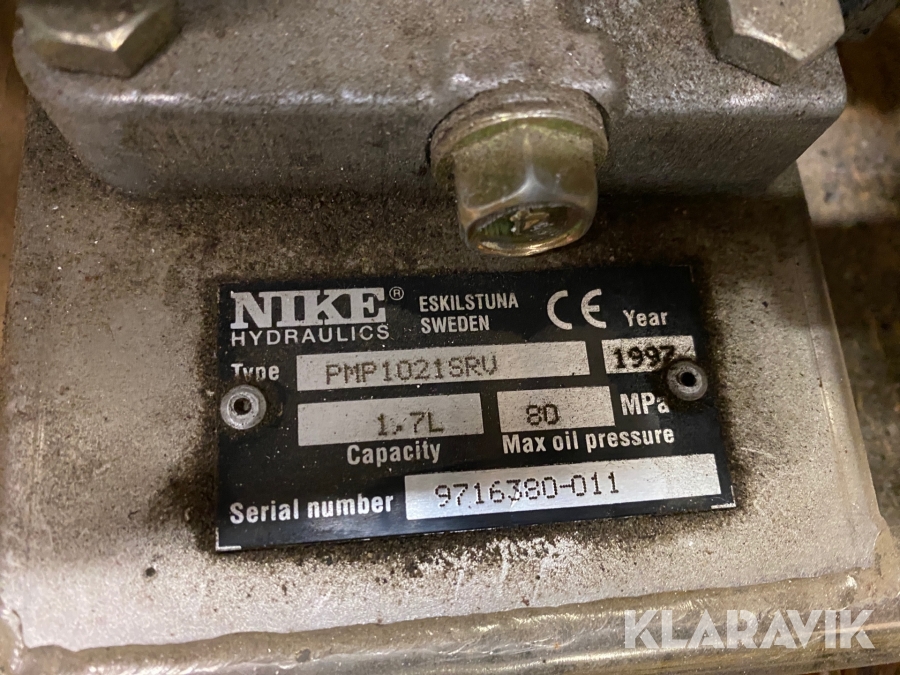 NIKE®
HYDRAULICS
ESKILSTUNA
SWEDEN
CE
Year
Type
PMP1021SRV
1997
1,7L
80
MPa
Capacity
Max oil pressure
Serial number
9716380-011
KLARAVIK